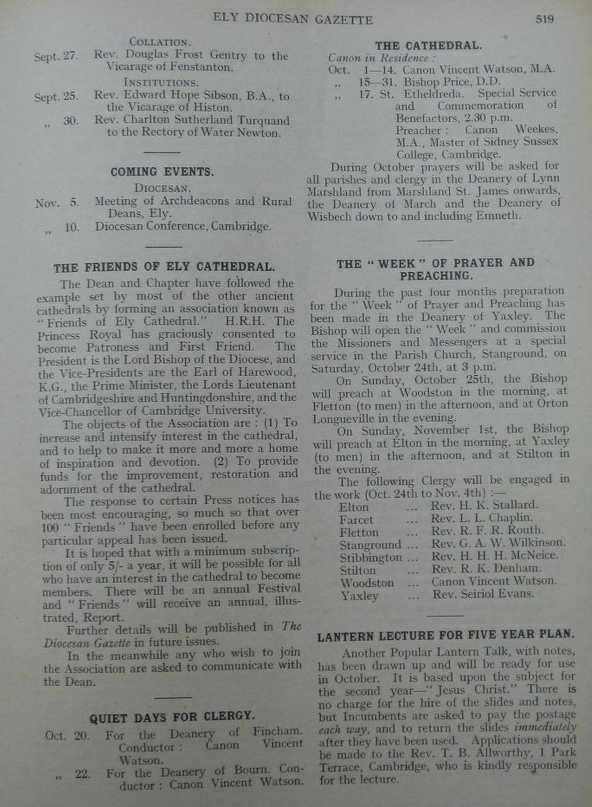 ELY DIOCESAN GAZETTE 519
COLLATION.
Sept. 27. Rev. Douglas Frost Gentry to the
Vicarage of Fenstanton.
INSTITUTIONS.
Sept. 25. Rev. Edward Hope Sibson, B.A., to
the Vicarage of Histon.
„ 30. Rev. Charlton Sutherland Turquand
to the Rectory of Water Newton.
COMING EVENTS.
DIOCESAN.
Nov. 5. Meeting of Archdeacons and Rural
Deans, Ely.
„ 10. Diocesan Conference, Cambridge.
THE FRIENDS OF ELY CATHEDRAL.
The Dean and Chapter have followed the
example set by most of the other ancient
cathedrals by forming an association known as
“ Friends of Ely Cathedral.” H.R.H. The
Princess Royal has graciously consented to
become Patroness and First Friend. The
President is the Lord Bishop of the Diocese, and
the Vice-Presidents are the Earl of Harewood,
K.G., the Prime Minister, the Lords Lieutenant
of Cambridgeshire and Huntingdonshire, and the
Vice-Chancellor of Cambridge University.
The objects of the Association are : (1) To
increase and intensify interest in the cathedral,
and to help to make it more and more a home
of inspiration and devotion. (2) To provide
funds for the improvement, restoration and
adornment of the cathedral.
The response to certain Press notices has
been most encouraging, so much so that over
100 “ Friends ” have been enrolled before any
particular appeal has been issued.
It is hoped that with a minimum subscrip-
tion of only 5/- a year, it will be possible for all
who have an interest in the cathedral to become
members. There will be an annual Festival
and “ Friends ” will receive an annual, illus-
trated, Report.
Further details will be published in The
Diocesan Gazette in future issues.
In the meanwhile any who wish to join
the Association are asked to communicate with
the Dean.
QUIET DAYS FOR CLERGY.
Oct. 20. For the Deanery of Fincham.
Conductor : Canon Vincent
Watson.
„ 22. For the Deanery of Bourn. Con-
ductor : Canon Vincent Watson.
THE CATHEDRAL.
Canon in Residence :
Oct. 1—14. Canon Vincent Watson, M.A.
„ 15—31. Bishop Price, D.D.
„ 17. St. Etheldreda. Special Service
and Commemoration of
Benefactors, 2.30 p.m.
Preacher : Canon Weekes,
M.A., Master of Sidney Sussex
College, Cambridge.
During October prayers will be asked for
all parishes and clergy in the Deanery of Lynn
Marshland from Marshland St. James onwards,
the Deanery of March and the Deanery of
Wisbech down to and including Emneth.
THE “ WEEK ” OF PRAYER AND
PREACHING.
During the past four months preparation
for the “ Week ” of Prayer and Preaching has
been made in the Deanery of Yaxley. The
Bishop will open the “ Week ” and commission
the Missioners and Messengers at a special
service in the Parish Church, Stanground, on
Saturday, October 24th, at 3 p.m.
On Sunday, October 25th, the Bishop
will preach at Woodston in the morning, at
Fletton (to men) in the afternoon, and at Orton
Longueville in the evening.
On Sunday, November 1st, the Bishop
will preach at Elton in the morning, at Yaxley
(to men) in the afternoon, and at Stilton in
the evening.
The following Clergy will be engaged in
the work (Oct. 24th to Nov. 4th) :—
Elton ... Rev. H. K. Stallard.
Farcet ... Rev. L. L. Chaplin.
Fletton ... Rev. R. F. R. Routh.
Stanground ... Rev. G. A. W. Wilkinson.
Stibbington ... Rev. H. H. H. McNeice.
Stilton ... Rev. R. K. Denham.
Woodston ... Canon Vincent Watson.
Yaxley ... Rev. Seiriol Evans.
LANTERN LECTURE FOR FIVE YEAR PLAN.
Another Popular Lantern Talk, with notes,
has been drawn up and will be ready for use
in October. It is based upon the subject for
the second year—“ Jesus Christ.” There is
no charge for the hire of the slides and notes,
but Incumbents are asked to pay the postage
each way, and to return the slides immediately
after they have been used. Applications should
be made to the Rev. T. B. Allworthy, 1 Park
Terrace, Cambridge, who is kindly responsible
for the lecture.